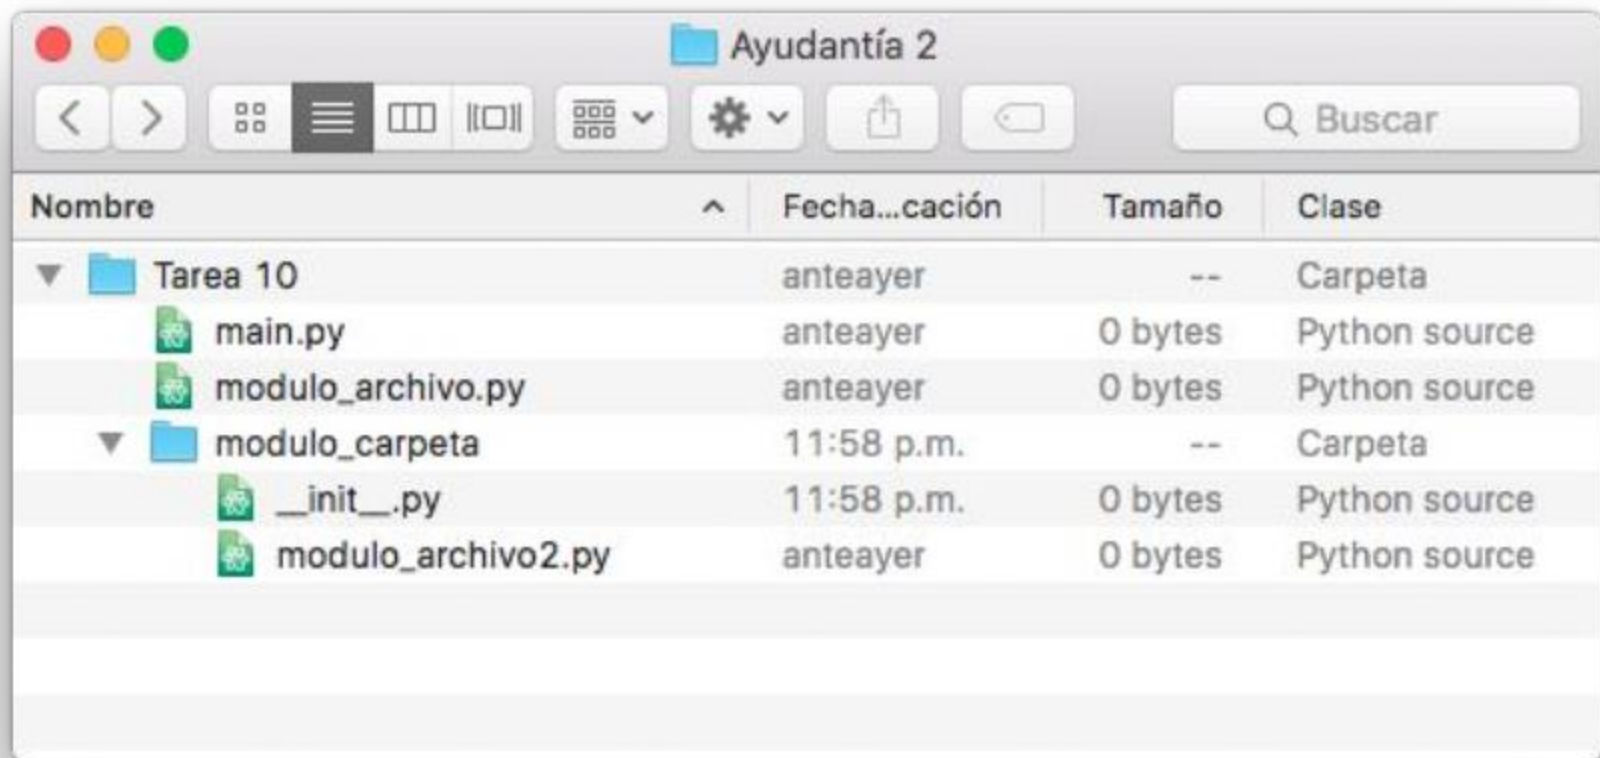 Ayudantía 2
Buscar
Nombre Fecha...cación Tamaño Clase
Tarea 10 anteayer -- Carpeta
main.py anteayer 0 bytes Python source
modulo_archivo.py anteayer 0 bytes Python source
modulo_carpeta 11:58 p.m. -- Carpeta
__init__.py 11:58 p.m. 0 bytes Python source
modulo_archivo2.py anteayer 0 bytes Python source